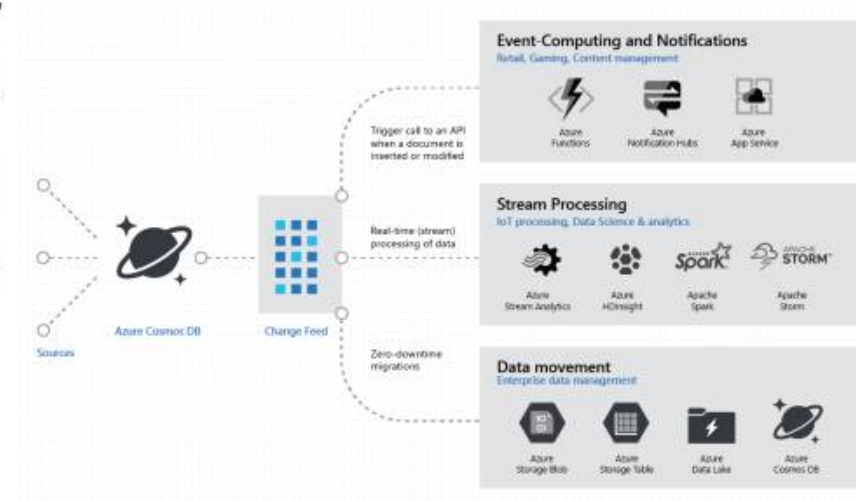 Event-Computing and Notifications
Retail, Gaming, Content management
Azure
Functions
Azure
Notification Hubs
Azure
App Service
Trigger call to an API
when a document is
inserted or modified
Stream Processing
IoT processing, Data Science & analytics
Real-time (stream)
processing of data
APACHE
Spark
APACHE
STORM
Azure
Stream Analytics
Azure
HDInsight
Apache
Spark
Apache
Storm
Sources
Azure Cosmos DB
Change Feed
Zero-downtime
migrations
Data movement
Enterprise data management
Azure
Storage Blob
Azure
Storage Table
Azure
Data Lake
Azure
Cosmos DB